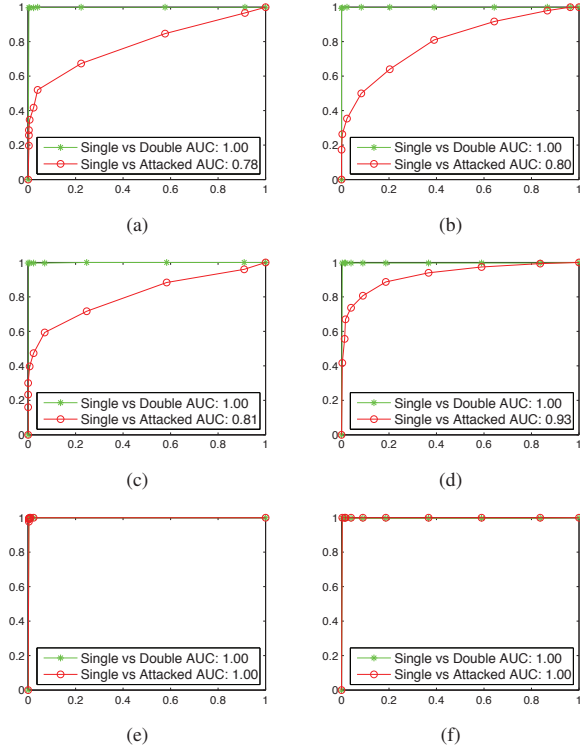 1
0.8
0.6
0.4
0.2
0
Single vs Double AUC: 1.00
Single vs Attacked AUC: 0.78
0 0.2 0.4 0.6 0.8 1
(a)
1
0.8
0.6
0.4
0.2
0
Single vs Double AUC: 1.00
Single vs Attacked AUC: 0.80
0 0.2 0.4 0.6 0.8 1
(b)
1
0.8
0.6
0.4
0.2
0
Single vs Double AUC: 1.00
Single vs Attacked AUC: 0.81
0 0.2 0.4 0.6 0.8 1
(c)
1
0.8
0.6
0.4
0.2
0
Single vs Double AUC: 1.00
Single vs Attacked AUC: 0.93
0 0.2 0.4 0.6 0.8 1
(d)
1
0.8
0.6
0.4
0.2
0
Single vs Double AUC: 1.00
Single vs Attacked AUC: 1.00
0 0.2 0.4 0.6 0.8 1
(e)
1
0.8
0.6
0.4
0.2
0
Single vs Double AUC: 1.00
Single vs Attacked AUC: 1.00
0 0.2 0.4 0.6 0.8 1
(f)